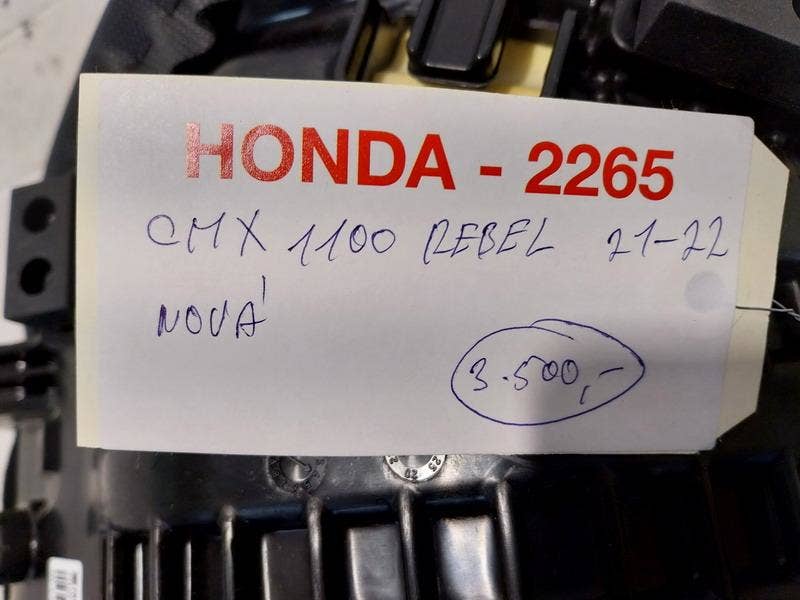 HONDA - 2265
CMX 1100 REBEL 21-22
NOVÁ
3.500,-